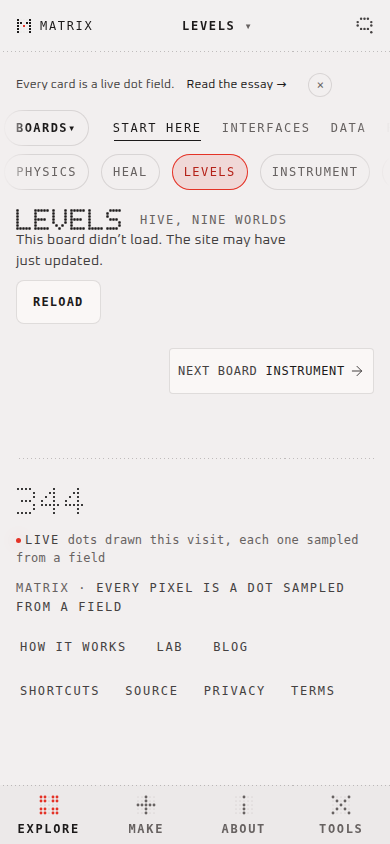 MATRIX
LEVELS ▾
Every card is a live dot field. Read the essay → ×
BOARDS▾ START HERE INTERFACES DATA
PHYSICS HEAL LEVELS INSTRUMENT
LEVELS HIVE, NINE WORLDS
This board didn't load. The site may have
just updated.
RELOAD
NEXT BOARD INSTRUMENT →
344
LIVE dots drawn this visit, each one sampled
from a field
MATRIX · EVERY PIXEL IS A DOT SAMPLED
FROM A FIELD
HOW IT WORKS LAB BLOG
SHORTCUTS SOURCE PRIVACY TERMS
EXPLORE MAKE ABOUT TOOLS